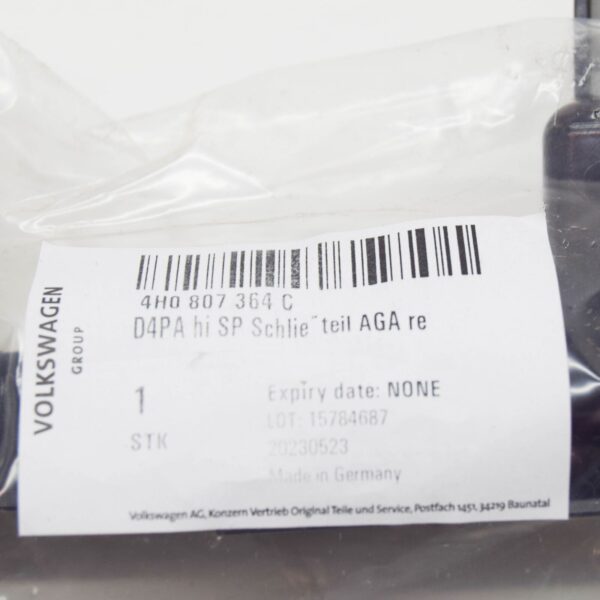 VOLKSWAGEN
GROUP
4H0 807 364 C
D4PA hi SP Schlie¨teil AGA re
1
STK
Expiry date: NONE
LOT: 15784687
20230523
Made in Germany
Volkswagen AG, Konzern Vertrieb Original Teile und Service, Postfach 1451, 34219 Baunatal